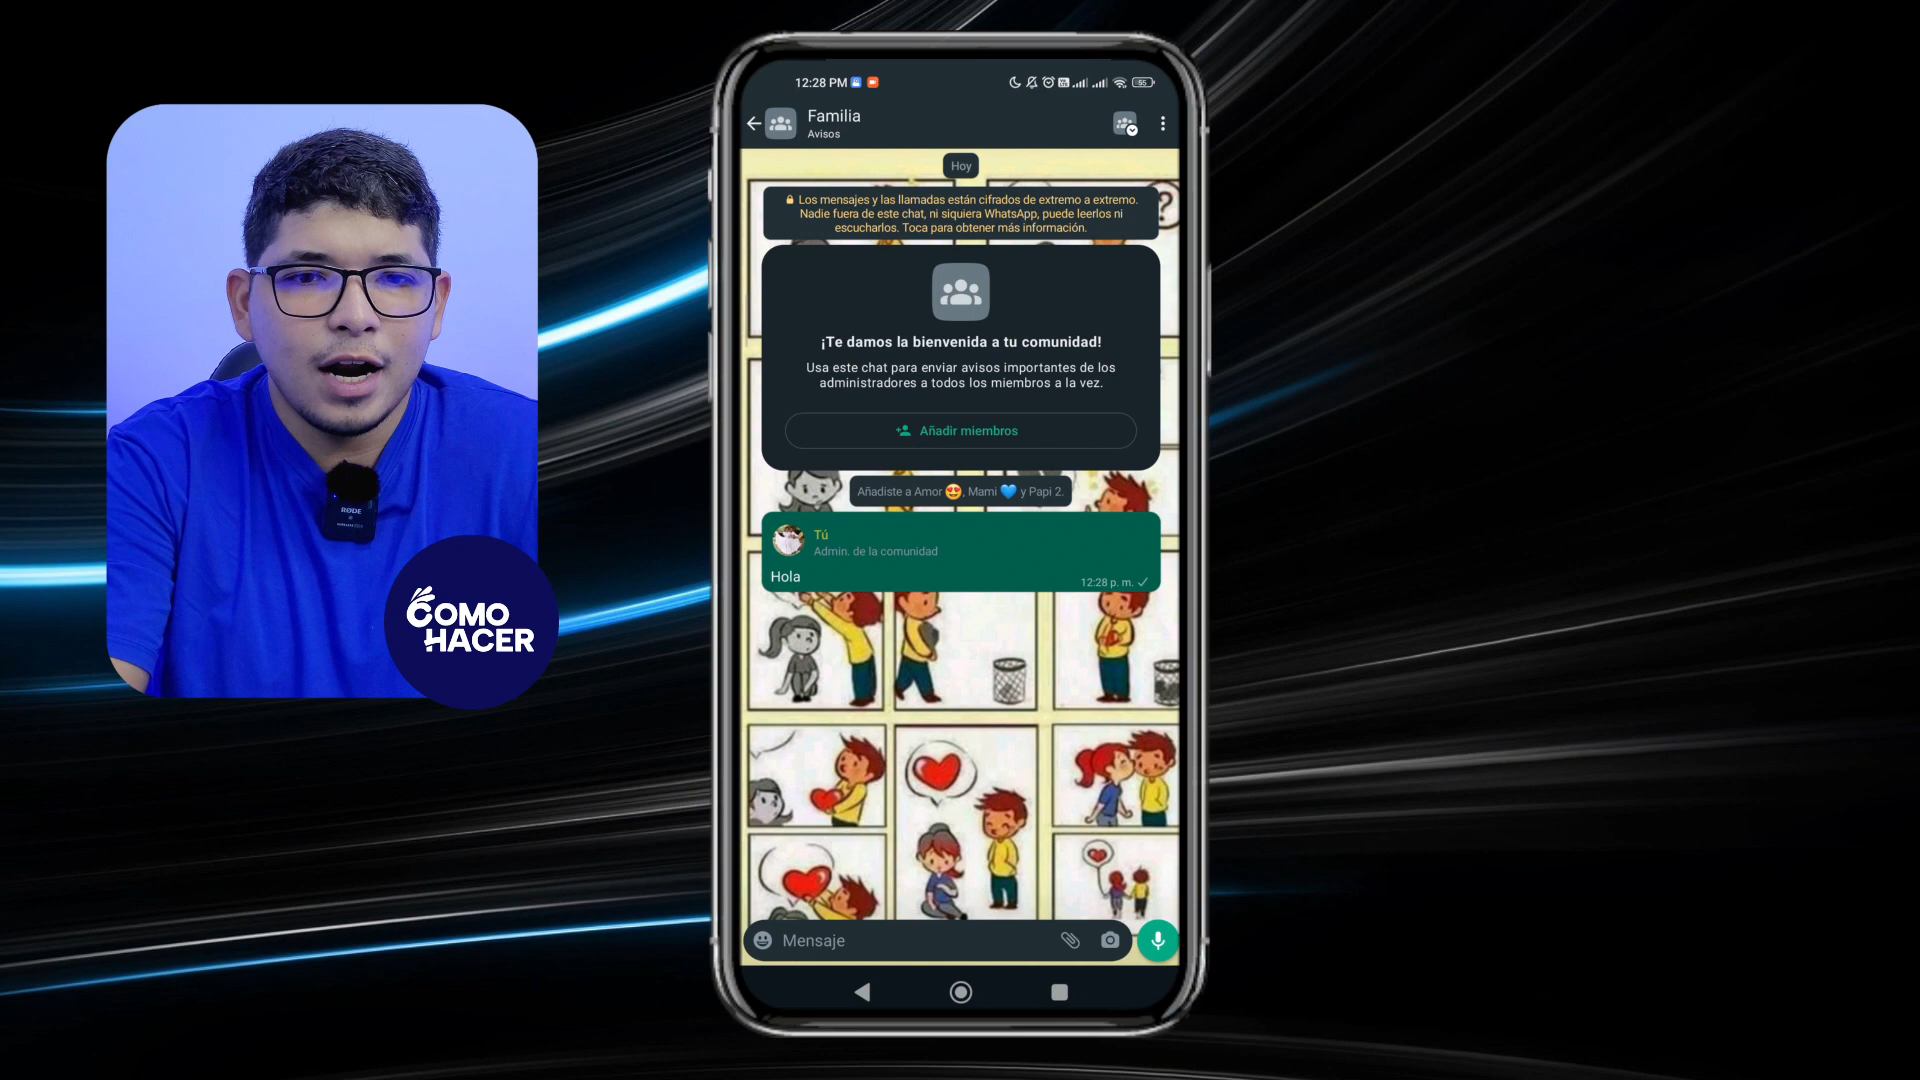 12:28 PM
55
Familia
Avisos
Hoy
Los mensajes y las llamadas están cifrados de extremo a extremo.
Nadie fuera de este chat, ni siquiera WhatsApp, puede leerlos ni
escucharlos. Toca para obtener más información.
?
¡Te damos la bienvenida a tu comunidad!
Usa este chat para enviar avisos importantes de los
administradores a todos los miembros a la vez.
Añadir miembros
Añadiste a Amor 😍, Mami 💙 y Papi 2.
Tú
Admin. de la comunidad
Hola
12:28 p. m.
Mensaje
RØDE
COMO
HACER